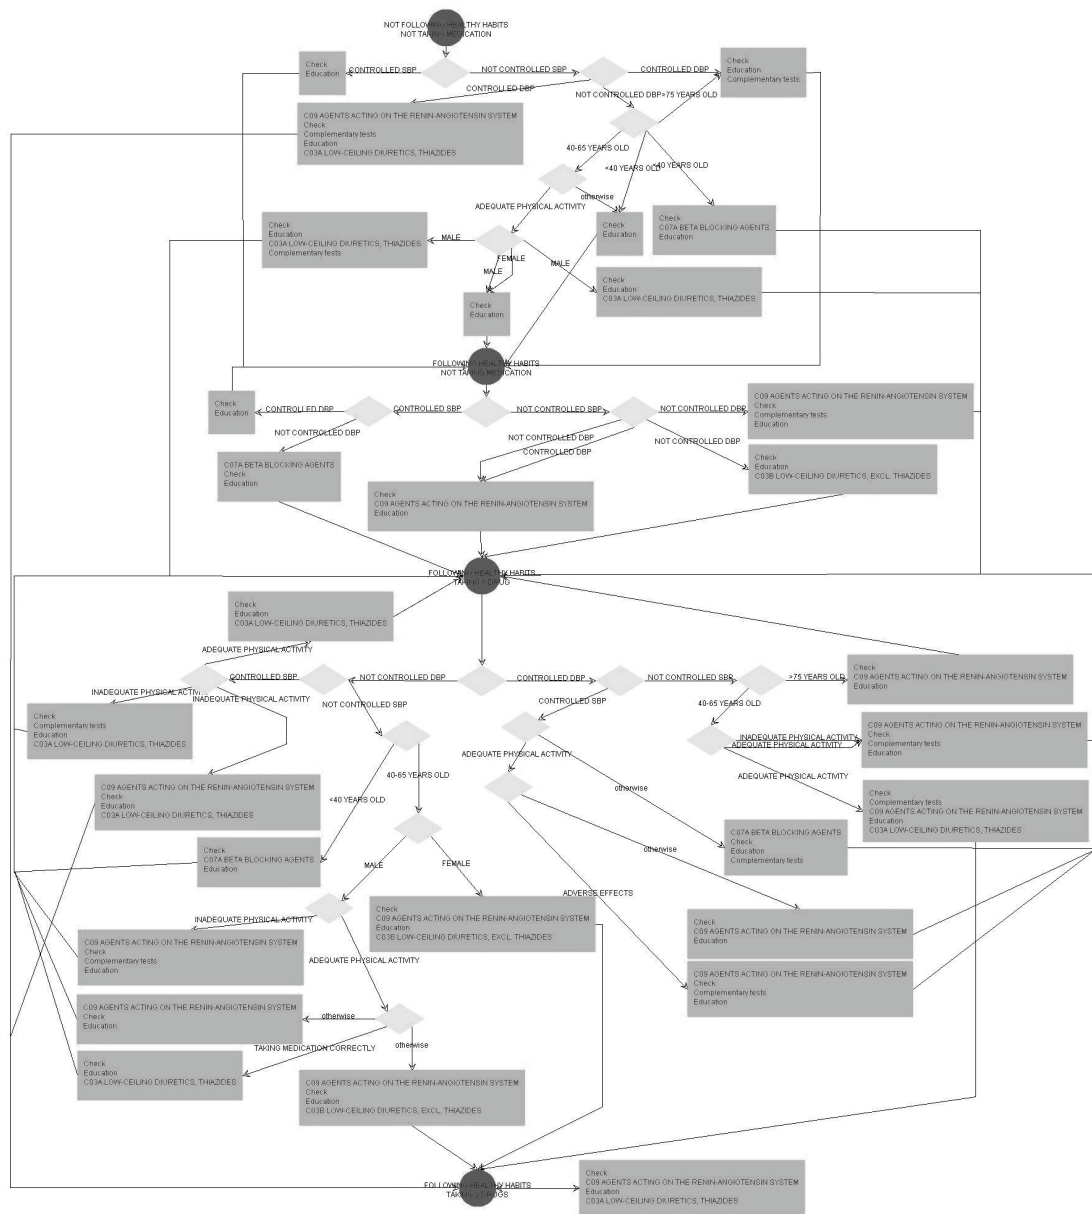 NOT FOLLOWING HEALTHY HABITS
NOT TAKING MEDICATION
Check
Education
CONTROLLED SBP
NOT CONTROLLED SBP
CONTROLLED DBP
Check
Education
Complementary tests
CONTROLLED DBP
NOT CONTROLLED DBP
>75 YEARS OLD
C09 AGENTS ACTING ON THE RENIN-ANGIOTENSIN SYSTEM
Check
Complementary tests
Education
C03A LOW-CEILING DIURETICS, THIAZIDES
40-65 YEARS OLD
<40 YEARS OLD
<40 YEARS OLD
otherwise
ADEQUATE PHYSICAL ACTIVITY
Check
C07A BETA BLOCKING AGENTS
Education
Check
Education
C03A LOW-CEILING DIURETICS, THIAZIDES
Complementary tests
MALE
FEMALE
MALE
MALE
Check
Education
Check
Education
C03A LOW-CEILING DIURETICS, THIAZIDES
Check
Education
FOLLOWING HEALTHY HABITS
NOT TAKING MEDICATION
Check
Education
CONTROLLED DBP
CONTROLLED SBP
NOT CONTROLLED SBP
NOT CONTROLLED DBP
C09 AGENTS ACTING ON THE RENIN-ANGIOTENSIN SYSTEM
Check
Complementary tests
Education
NOT CONTROLLED DBP
NOT CONTROLLED DBP
CONTROLLED DBP
NOT CONTROLLED DBP
C07A BETA BLOCKING AGENTS
Check
Education
Check
C09 AGENTS ACTING ON THE RENIN-ANGIOTENSIN SYSTEM
Education
Check
Education
C03B LOW-CEILING DIURETICS, EXCL. THIAZIDES
FOLLOWING HEALTHY HABITS
TAKING 1 DRUG
Check
Education
C03A LOW-CEILING DIURETICS, THIAZIDES
ADEQUATE PHYSICAL ACTIVITY
CONTROLLED SBP
NOT CONTROLLED DBP
CONTROLLED DBP
NOT CONTROLLED SBP
>75 YEARS OLD
Check
C09 AGENTS ACTING ON THE RENIN-ANGIOTENSIN SYSTEM
Education
INADEQUATE PHYSICAL ACTIVITY
INADEQUATE PHYSICAL ACTIVITY
NOT CONTROLLED SBP
CONTROLLED SBP
40-65 YEARS OLD
Check
Complementary tests
Education
C03A LOW-CEILING DIURETICS, THIAZIDES
INADEQUATE PHYSICAL ACTIVITY
ADEQUATE PHYSICAL ACTIVITY
C09 AGENTS ACTING ON THE RENIN-ANGIOTENSIN SYSTEM
Check
Complementary tests
Education
ADEQUATE PHYSICAL ACTIVITY
40-65 YEARS OLD
ADEQUATE PHYSICAL ACTIVITY
C09 AGENTS ACTING ON THE RENIN-ANGIOTENSIN SYSTEM
Check
Education
C03A LOW-CEILING DIURETICS, THIAZIDES
<40 YEARS OLD
otherwise
Check
Complementary tests
C09 AGENTS ACTING ON THE RENIN-ANGIOTENSIN SYSTEM
Education
C03A LOW-CEILING DIURETICS, THIAZIDES
C07A BETA BLOCKING AGENTS
Check
Education
Complementary tests
Check
C07A BETA BLOCKING AGENTS
Education
MALE
FEMALE
otherwise
ADVERSE EFFECTS
INADEQUATE PHYSICAL ACTIVITY
Check
C09 AGENTS ACTING ON THE RENIN-ANGIOTENSIN SYSTEM
Education
C03B LOW-CEILING DIURETICS, EXCL. THIAZIDES
Check
C09 AGENTS ACTING ON THE RENIN-ANGIOTENSIN SYSTEM
Education
C09 AGENTS ACTING ON THE RENIN-ANGIOTENSIN SYSTEM
Check
Complementary tests
Education
ADEQUATE PHYSICAL ACTIVITY
C09 AGENTS ACTING ON THE RENIN-ANGIOTENSIN SYSTEM
Check
Complementary tests
Education
C09 AGENTS ACTING ON THE RENIN-ANGIOTENSIN SYSTEM
Check
Education
otherwise
TAKING MEDICATION CORRECTLY
otherwise
Check
Education
C03A LOW-CEILING DIURETICS, THIAZIDES
C09 AGENTS ACTING ON THE RENIN-ANGIOTENSIN SYSTEM
Check
Education
C03B LOW-CEILING DIURETICS, EXCL. THIAZIDES
FOLLOWING HEALTHY HABITS
TAKING 2 DRUGS
Check
C09 AGENTS ACTING ON THE RENIN-ANGIOTENSIN SYSTEM
Education
C03A LOW-CEILING DIURETICS, THIAZIDES